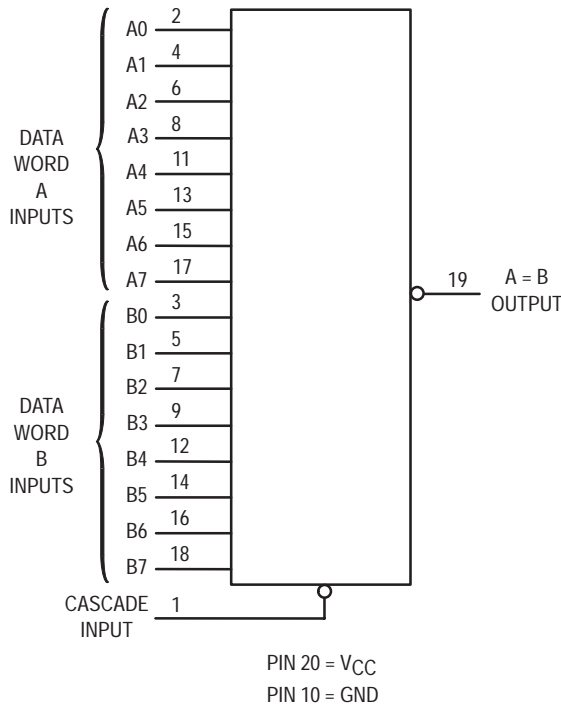 A0 2
A1 4
A2 6
A3 8
A4 11
A5 13
A6 15
A7 17
DATA
WORD
A
INPUTS
B0 3
B1 5
B2 7
B3 9
B4 12
B5 14
B6 16
B7 18
DATA
WORD
B
INPUTS
CASCADE
INPUT
1
19
A = B
OUTPUT
PIN 20 = VCC
PIN 10 = GND